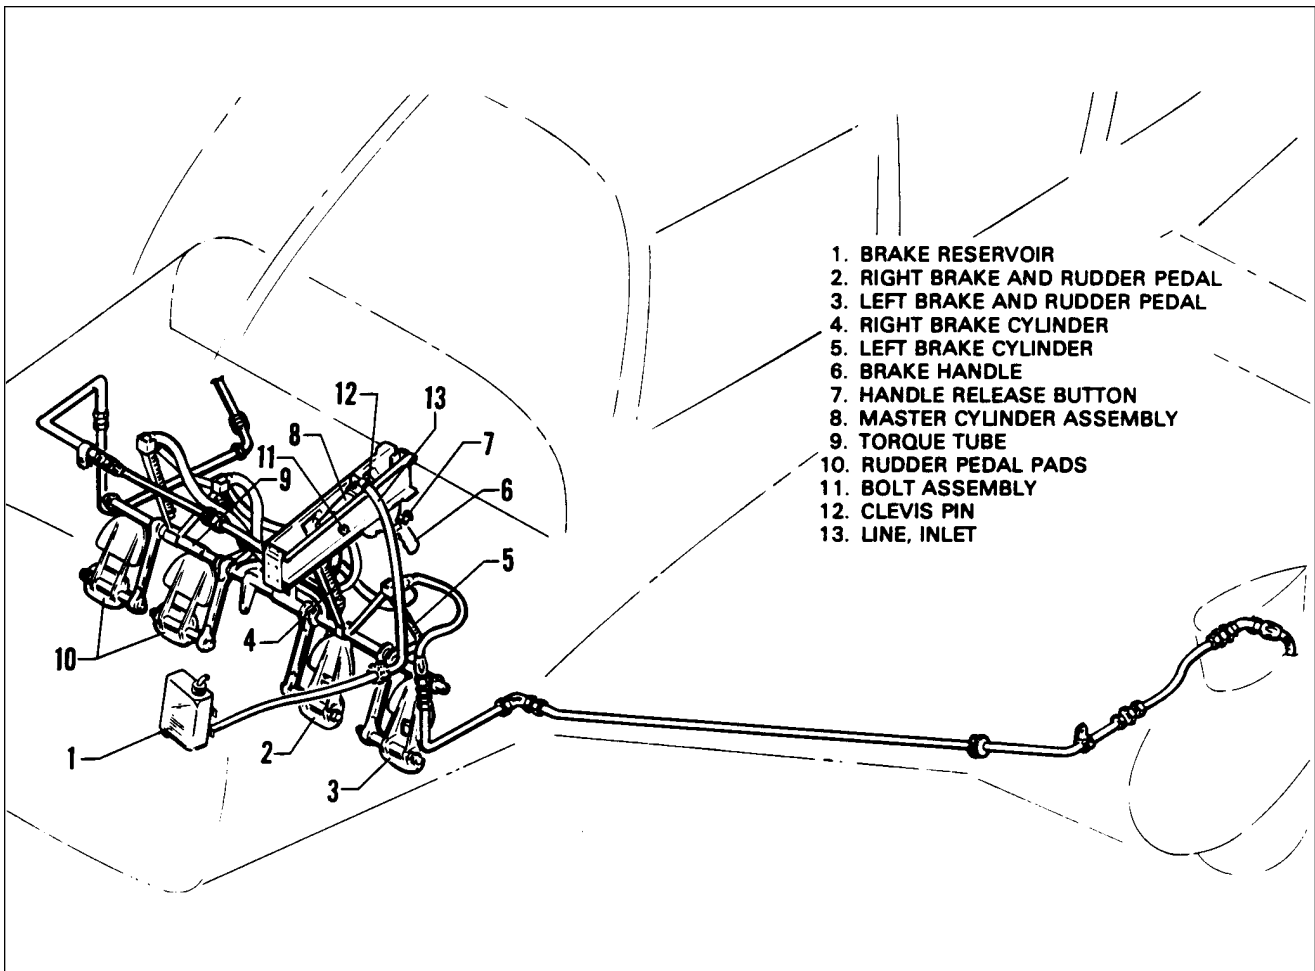 1. BRAKE RESERVOIR
2. RIGHT BRAKE AND RUDDER PEDAL
3. LEFT BRAKE AND RUDDER PEDAL
4. RIGHT BRAKE CYLINDER
5. LEFT BRAKE CYLINDER
6. BRAKE HANDLE
7. HANDLE RELEASE BUTTON
8. MASTER CYLINDER ASSEMBLY
9. TORQUE TUBE
10. RUDDER PEDAL PADS
11. BOLT ASSEMBLY
12. CLEVIS PIN
13. LINE, INLET
12
13
8
7
11
9
6
5
4
10
1
2
3